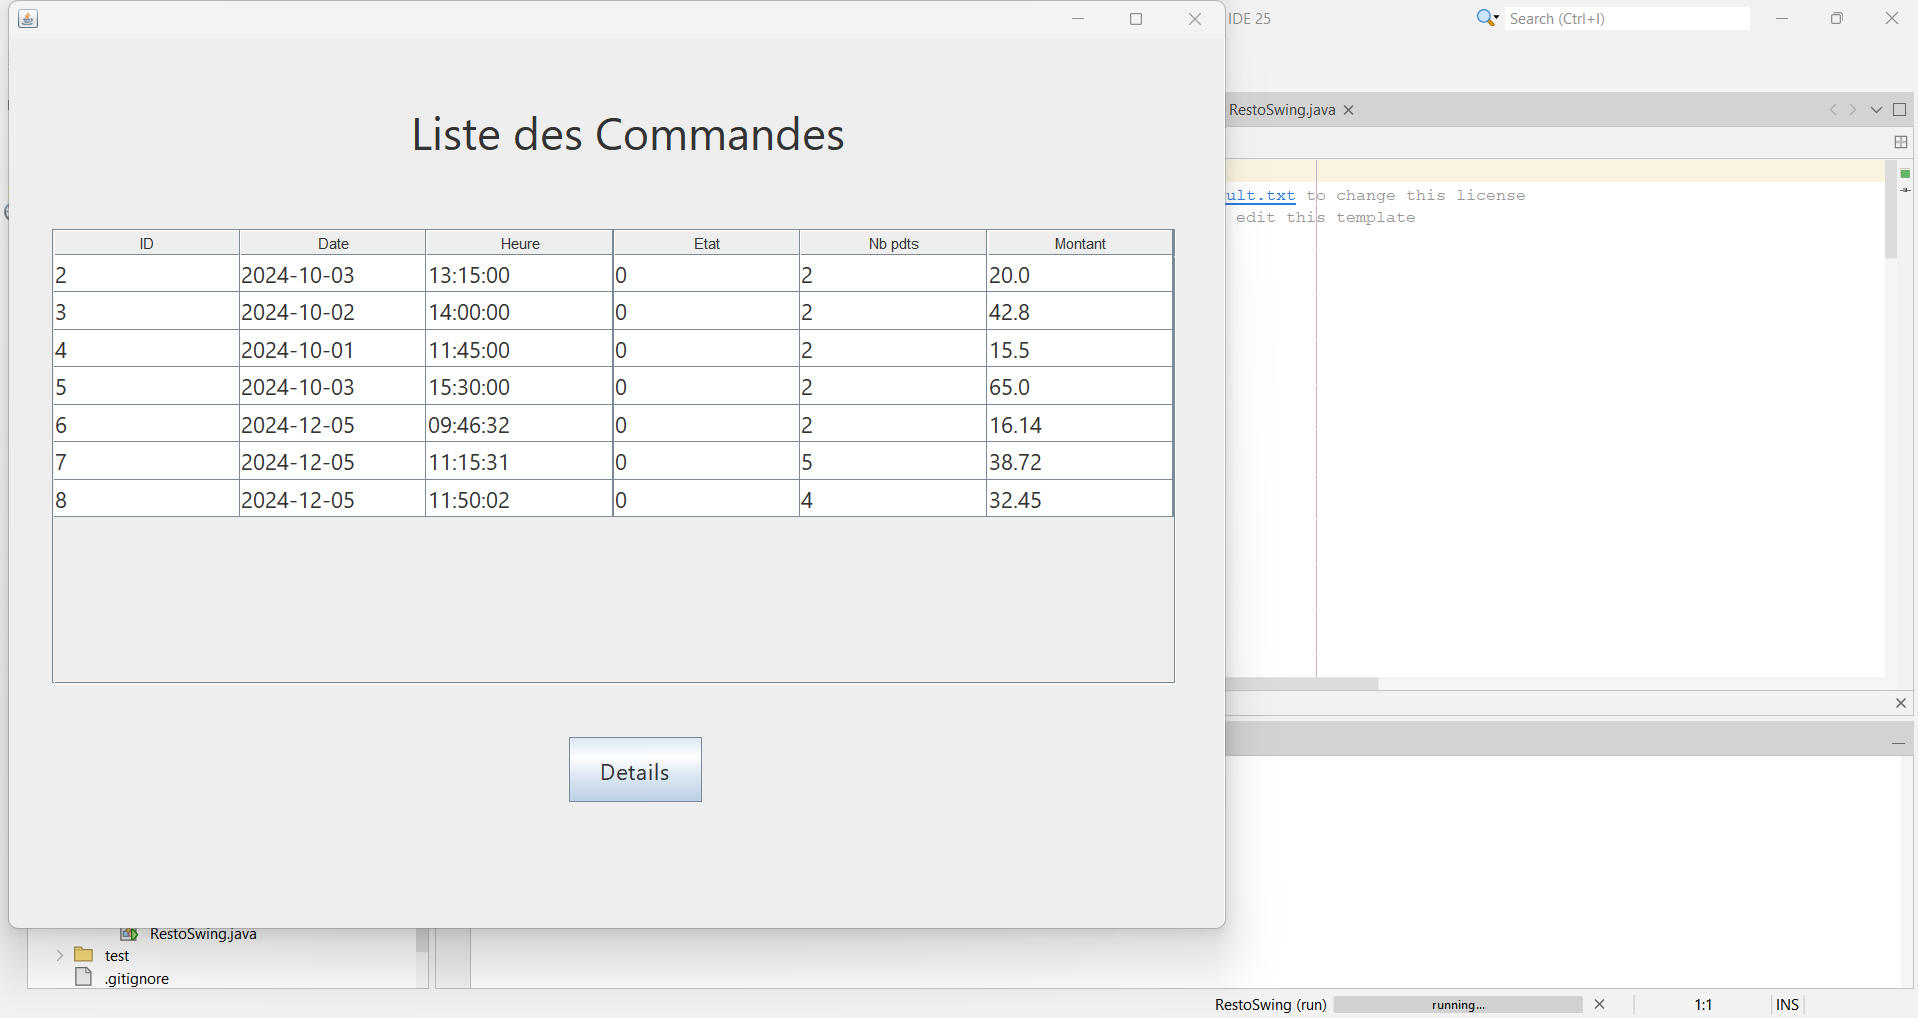 IDE 25
Search (Ctrl+I)
RestoSwing.java
Liste des Commandes
ult.txt to change this license
edit this template
ID Date Heure Etat Nb pdts Montant
2 2024-10-03 13:15:00 0 2 20.0
3 2024-10-02 14:00:00 0 2 42.8
4 2024-10-01 11:45:00 0 2 15.5
5 2024-10-03 15:30:00 0 2 65.0
6 2024-12-05 09:46:32 0 2 16.14
7 2024-12-05 11:15:31 0 5 38.72
8 2024-12-05 11:50:02 0 4 32.45
Details
RestoSwing.java
test
.gitignore
RestoSwing (run) running... 1:1 INS